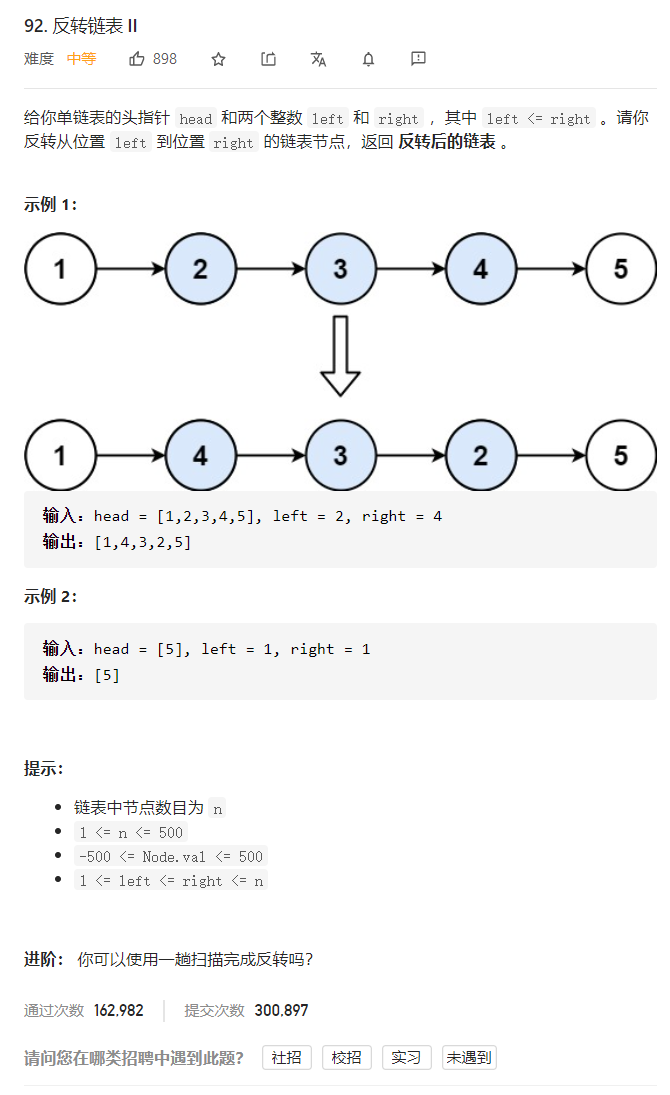 92. 反转链表 II
难度 中等 898
给你单链表的头指针 head 和两个整数 left 和 right ，其中 left <= right 。请你
反转从位置 left 到位置 right 的链表节点，返回 反转后的链表 。
示例 1：
1 2 3 4 5
1 4 3 2 5
输入：head = [1,2,3,4,5], left = 2, right = 4
输出：[1,4,3,2,5]
示例 2：
输入：head = [5], left = 1, right = 1
输出：[5]
提示：
链表中节点数目为 n
1 <= n <= 500
-500 <= Node.val <= 500
1 <= left <= right <= n
进阶： 你可以使用一趟扫描完成反转吗？
通过次数 162,982 提交次数 300,897
请问您在哪类招聘中遇到此题？ 社招 校招 实习 未遇到